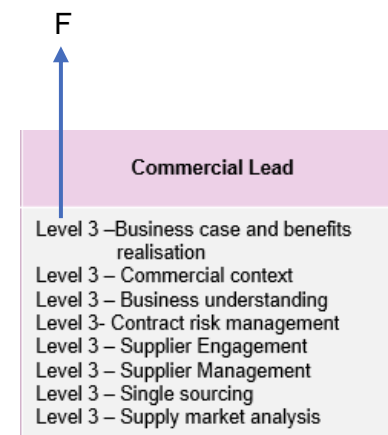 F
Commercial Lead
Level 3 –Business case and benefits
realisation
Level 3 – Commercial context
Level 3 – Business understanding
Level 3- Contract risk management
Level 3 – Supplier Engagement
Level 3 – Supplier Management
Level 3 – Single sourcing
Level 3 – Supply market analysis